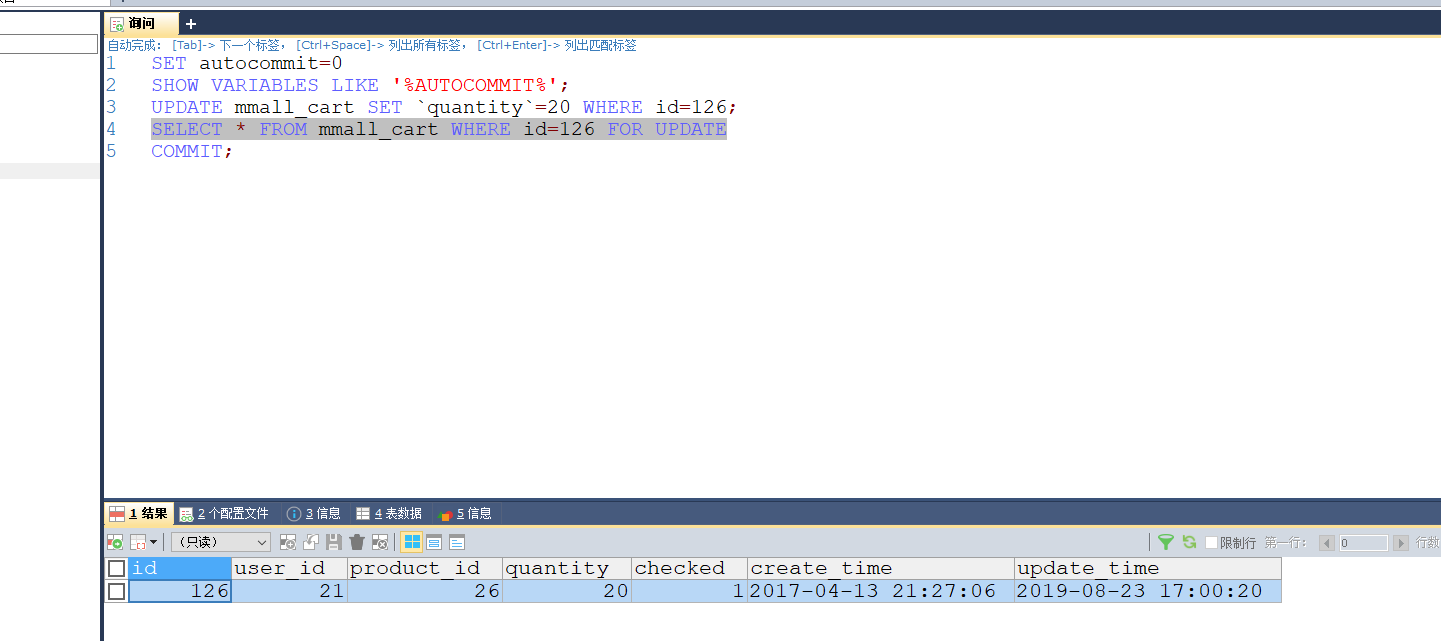 询问
自动完成: [Tab]-> 下一个标签, [Ctrl+Space]-> 列出所有标签, [Ctrl+Enter]-> 列出匹配标签
1 SET autocommit=0
2 SHOW VARIABLES LIKE '%AUTOCOMMIT%';
3 UPDATE mmall_cart SET `quantity`=20 WHERE id=126;
4 SELECT * FROM mmall_cart WHERE id=126 FOR UPDATE
5 COMMIT;
1 结果 2 个配置文件 3 信息 4 表数据 5 信息
（只读） 限制行 第一行: 0 行数
id user_id product_id quantity checked create_time update_time
126 21 26 20 1 2017-04-13 21:27:06 2019-08-23 17:00:20